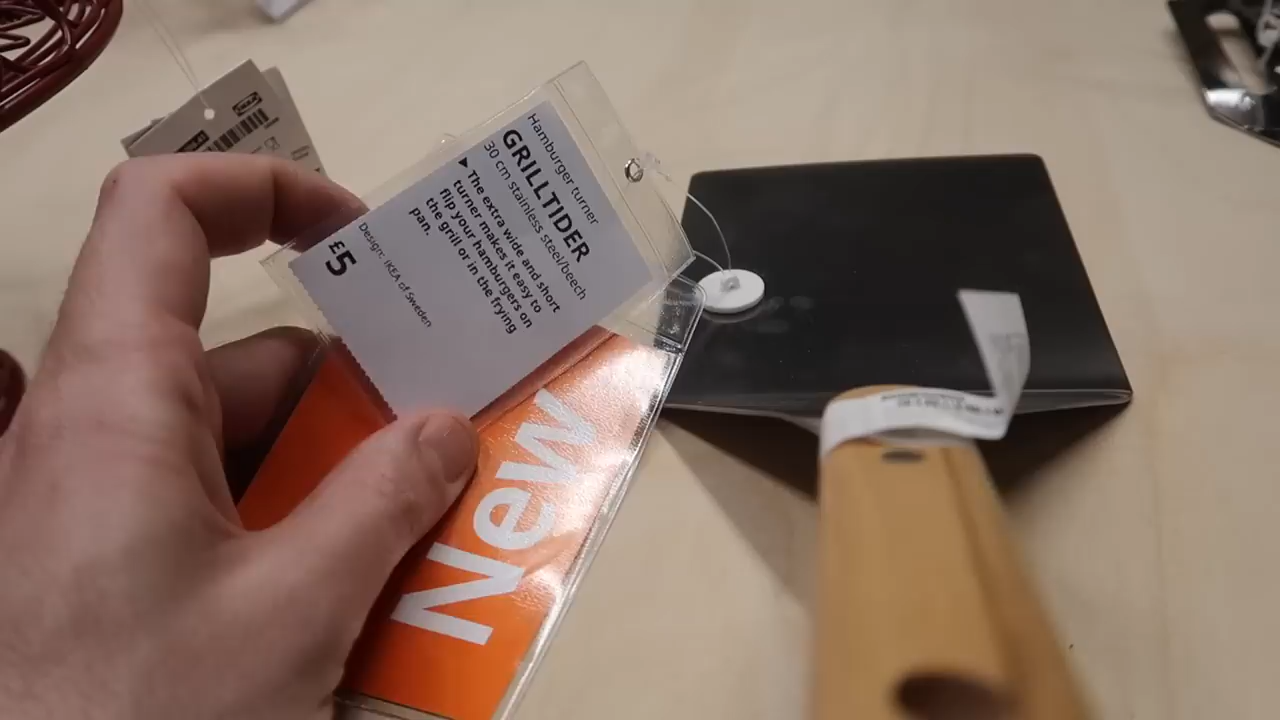 Hamburger turner
GRILLTIDER
30 cm stainless steel/beech
▶ The extra wide and short
turner makes it easy to
flip your hamburgers on
the grill or in the frying
pan.
Design: IKEA of Sweden
£5
New
IKEA